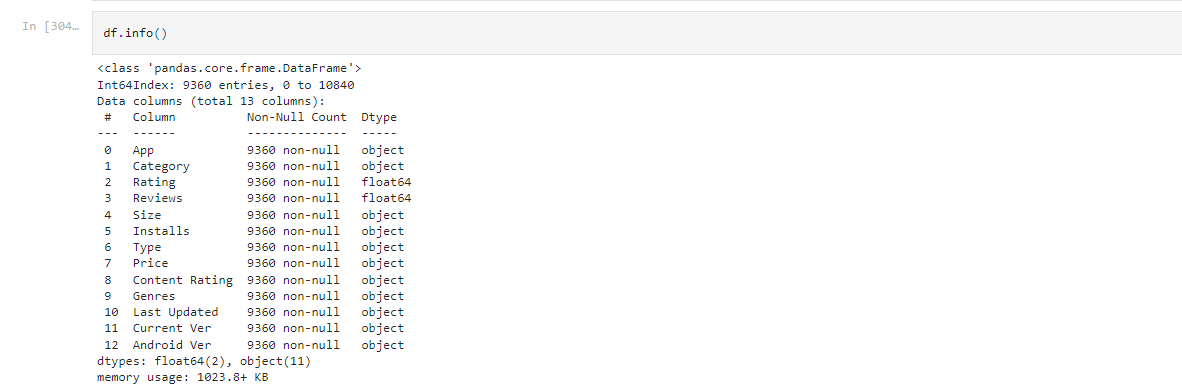 In [304…
df.info()
<class 'pandas.core.frame.DataFrame'>
Int64Index: 9360 entries, 0 to 10840
Data columns (total 13 columns):
 #   Column          Non-Null Count  Dtype
---  ------          --------------  -----
 0   App             9360 non-null   object
 1   Category        9360 non-null   object
 2   Rating          9360 non-null   float64
 3   Reviews         9360 non-null   float64
 4   Size            9360 non-null   object
 5   Installs        9360 non-null   object
 6   Type            9360 non-null   object
 7   Price           9360 non-null   object
 8   Content Rating  9360 non-null   object
 9   Genres          9360 non-null   object
 10  Last Updated    9360 non-null   object
 11  Current Ver     9360 non-null   object
 12  Android Ver     9360 non-null   object
dtypes: float64(2), object(11)
memory usage: 1023.8+ KB